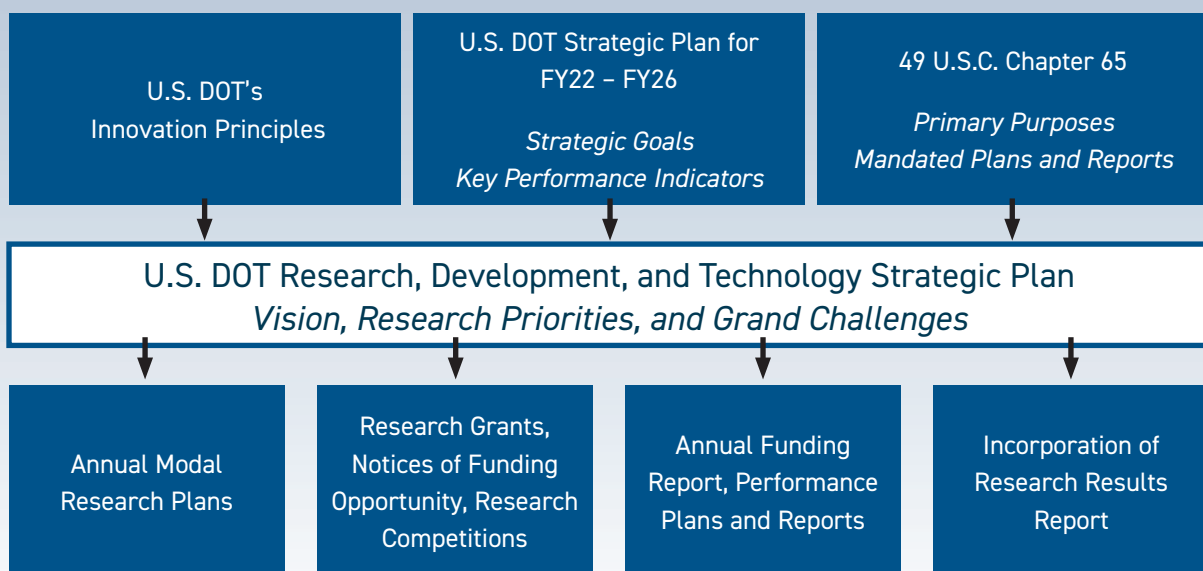 U.S. DOT's
Innovation Principles
U.S. DOT Strategic Plan for
FY22 – FY26
Strategic Goals
Key Performance Indicators
49 U.S.C. Chapter 65
Primary Purposes
Mandated Plans and Reports
U.S. DOT Research, Development, and Technology Strategic Plan
Vision, Research Priorities, and Grand Challenges
Annual Modal
Research Plans
Research Grants,
Notices of Funding
Opportunity, Research
Competitions
Annual Funding
Report, Performance
Plans and Reports
Incorporation of
Research Results
Report